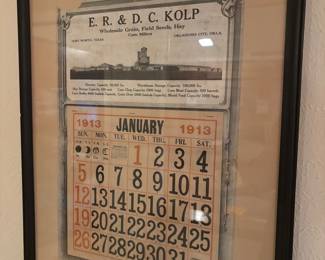 E. R. & D. C. KOLP
Wholesale Grain, Field Seeds, Hay
Corn Millers
FORT WORTH, TEXAS OKLAHOMA CITY, OKLA.
1913 JANUARY 1913
SUN. MON. TUE. WED. THU. FRI. SAT.
1 2 3 4
5 6 7 8 9 10 11
12 13 14 15 16 17 18
19 20 21 22 23 24 25
26 27 28 29 30 31